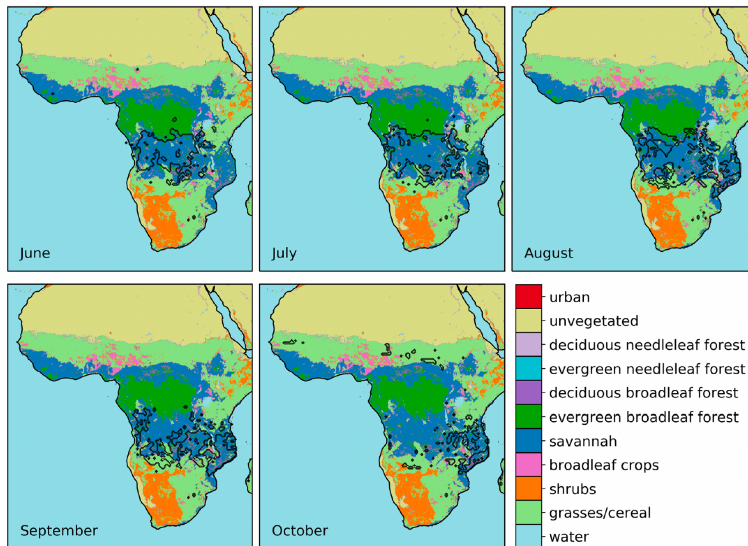 June
July
August
September
October
urban
unvegetated
deciduous needleleaf forest
evergreen needleleaf forest
deciduous broadleaf forest
evergreen broadleaf forest
savannah
broadleaf crops
shrubs
grasses/cereal
water